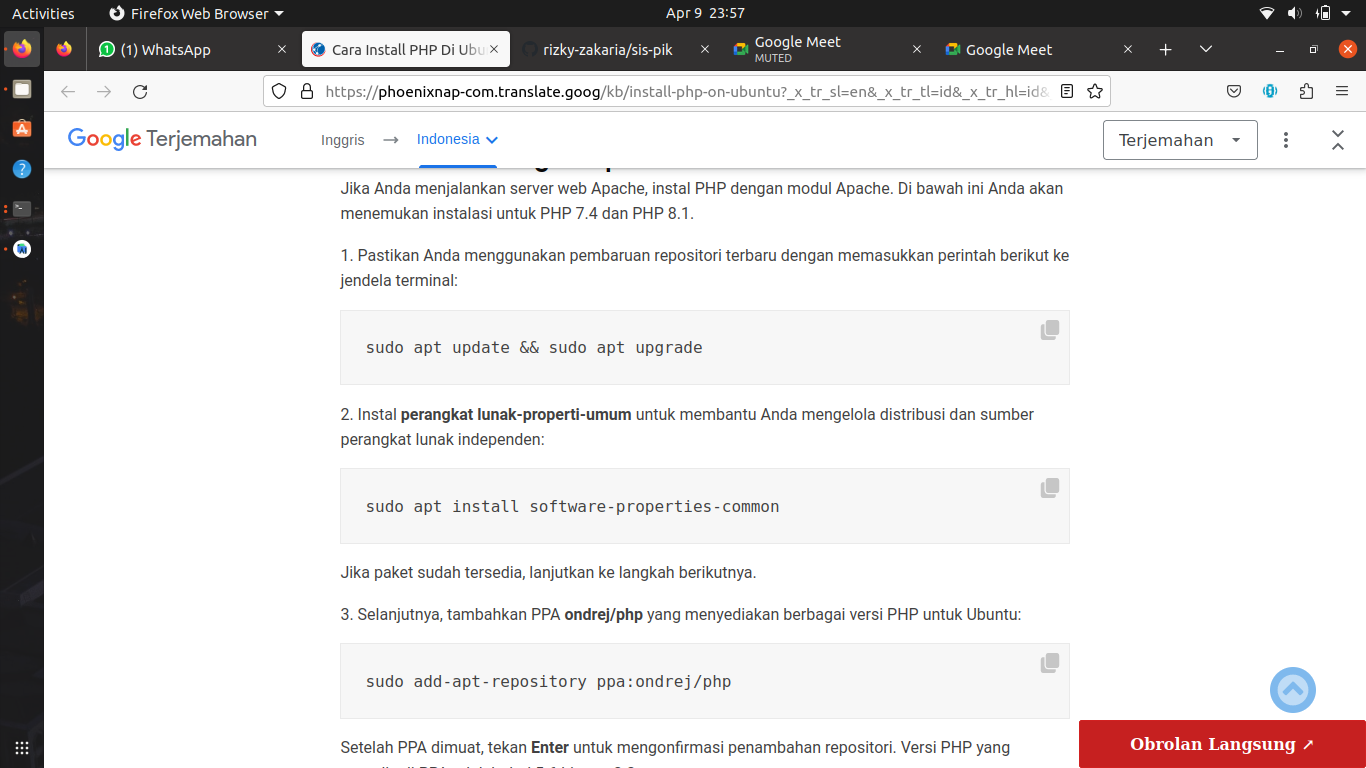 Activities
Firefox Web Browser
Apr 9 23:57
(1) WhatsApp
Cara Install PHP Di Ubu
rizky-zakaria/sis-pik
Google Meet
MUTED
Google Meet
https://phoenixnap-com.translate.goog/kb/install-php-on-ubuntu?_x_tr_sl=en&_x_tr_tl=id&_x_tr_hl=id&
Google Terjemahan
Inggris
Indonesia
Terjemahan
Jika Anda menjalankan server web Apache, instal PHP dengan modul Apache. Di bawah ini Anda akan
menemukan instalasi untuk PHP 7.4 dan PHP 8.1.
1. Pastikan Anda menggunakan pembaruan repositori terbaru dengan memasukkan perintah berikut ke
jendela terminal:
sudo apt update && sudo apt upgrade
2. Instal perangkat lunak-properti-umum untuk membantu Anda mengelola distribusi dan sumber
perangkat lunak independen:
sudo apt install software-properties-common
Jika paket sudah tersedia, lanjutkan ke langkah berikutnya.
3. Selanjutnya, tambahkan PPA ondrej/php yang menyediakan berbagai versi PHP untuk Ubuntu:
sudo add-apt-repository ppa:ondrej/php
Setelah PPA dimuat, tekan Enter untuk mengonfirmasi penambahan repositori. Versi PHP yang
Obrolan Langsung ↗